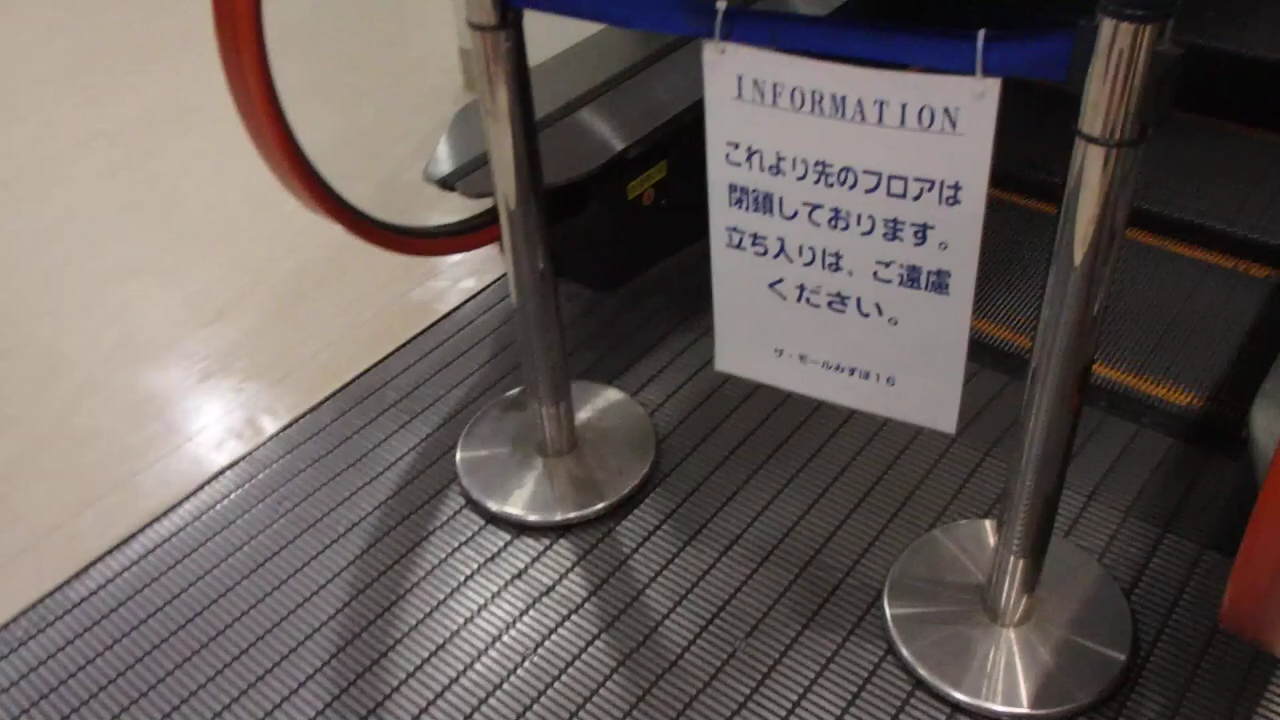 INFORMATION
これより先のフロアは
閉鎖しております。
立ち入りは、ご遠慮
ください。
ザ・モールみずほ16